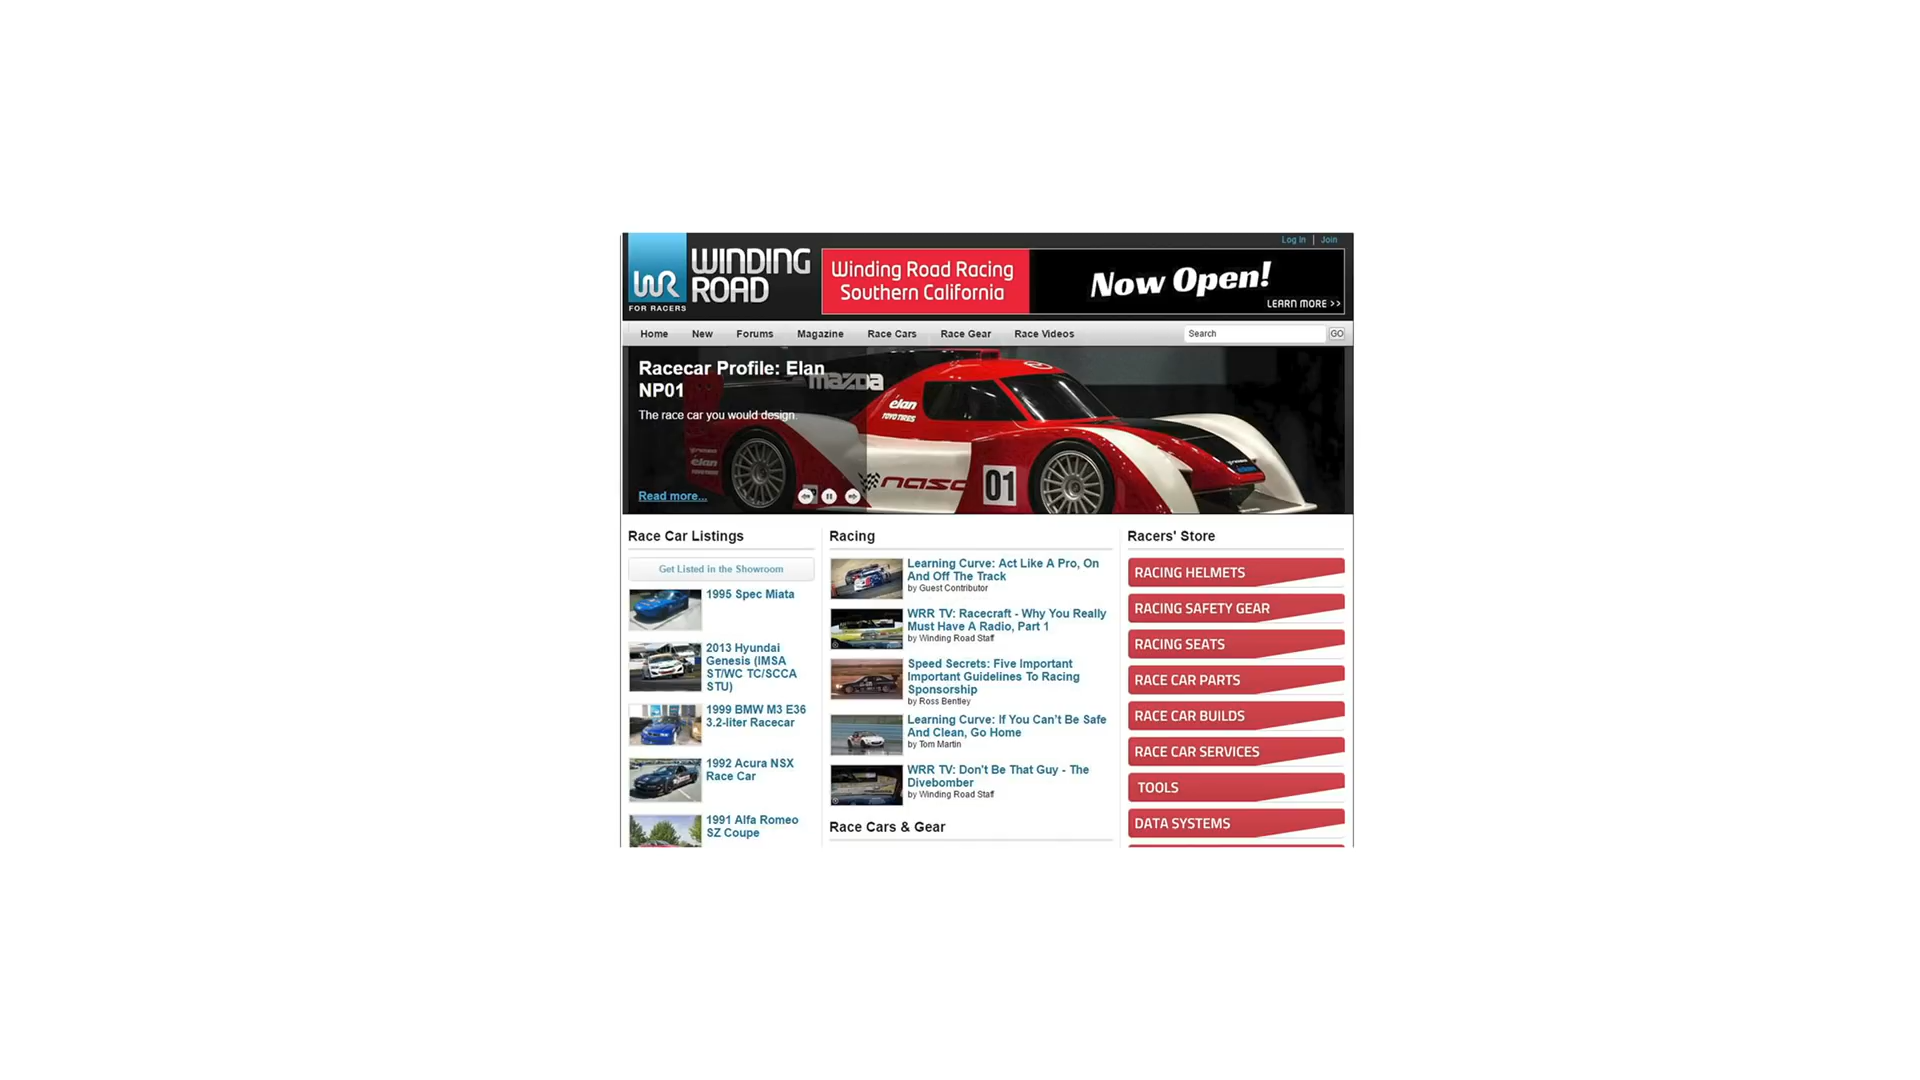 Log In | Join
WR
FOR RACERS
WINDING
ROAD
Winding Road Racing
Southern California
Now Open!
LEARN MORE >>
Home New Forums Magazine Race Cars Race Gear Race Videos
Search GO
Racecar Profile: Elan
NP01
The race car you would design.
Read more...
mazda
élan
TOYO TIRES
élan
nasa
01
Race Car Listings
Get Listed in the Showroom
1995 Spec Miata
2013 Hyundai
Genesis (IMSA
ST/WC TC/SCCA
STU)
1999 BMW M3 E36
3.2-liter Racecar
1992 Acura NSX
Race Car
1991 Alfa Romeo
SZ Coupe
Racing
Learning Curve: Act Like A Pro, On
And Off The Track
by Guest Contributor
WRR TV: Racecraft - Why You Really
Must Have A Radio, Part 1
by Winding Road Staff
Speed Secrets: Five Important
Important Guidelines To Racing
Sponsorship
by Ross Bentley
Learning Curve: If You Can't Be Safe
And Clean, Go Home
by Tom Martin
WRR TV: Don't Be That Guy - The
Divebomber
by Winding Road Staff
Race Cars & Gear
Racers' Store
RACING HELMETS
RACING SAFETY GEAR
RACING SEATS
RACE CAR PARTS
RACE CAR BUILDS
RACE CAR SERVICES
TOOLS
DATA SYSTEMS